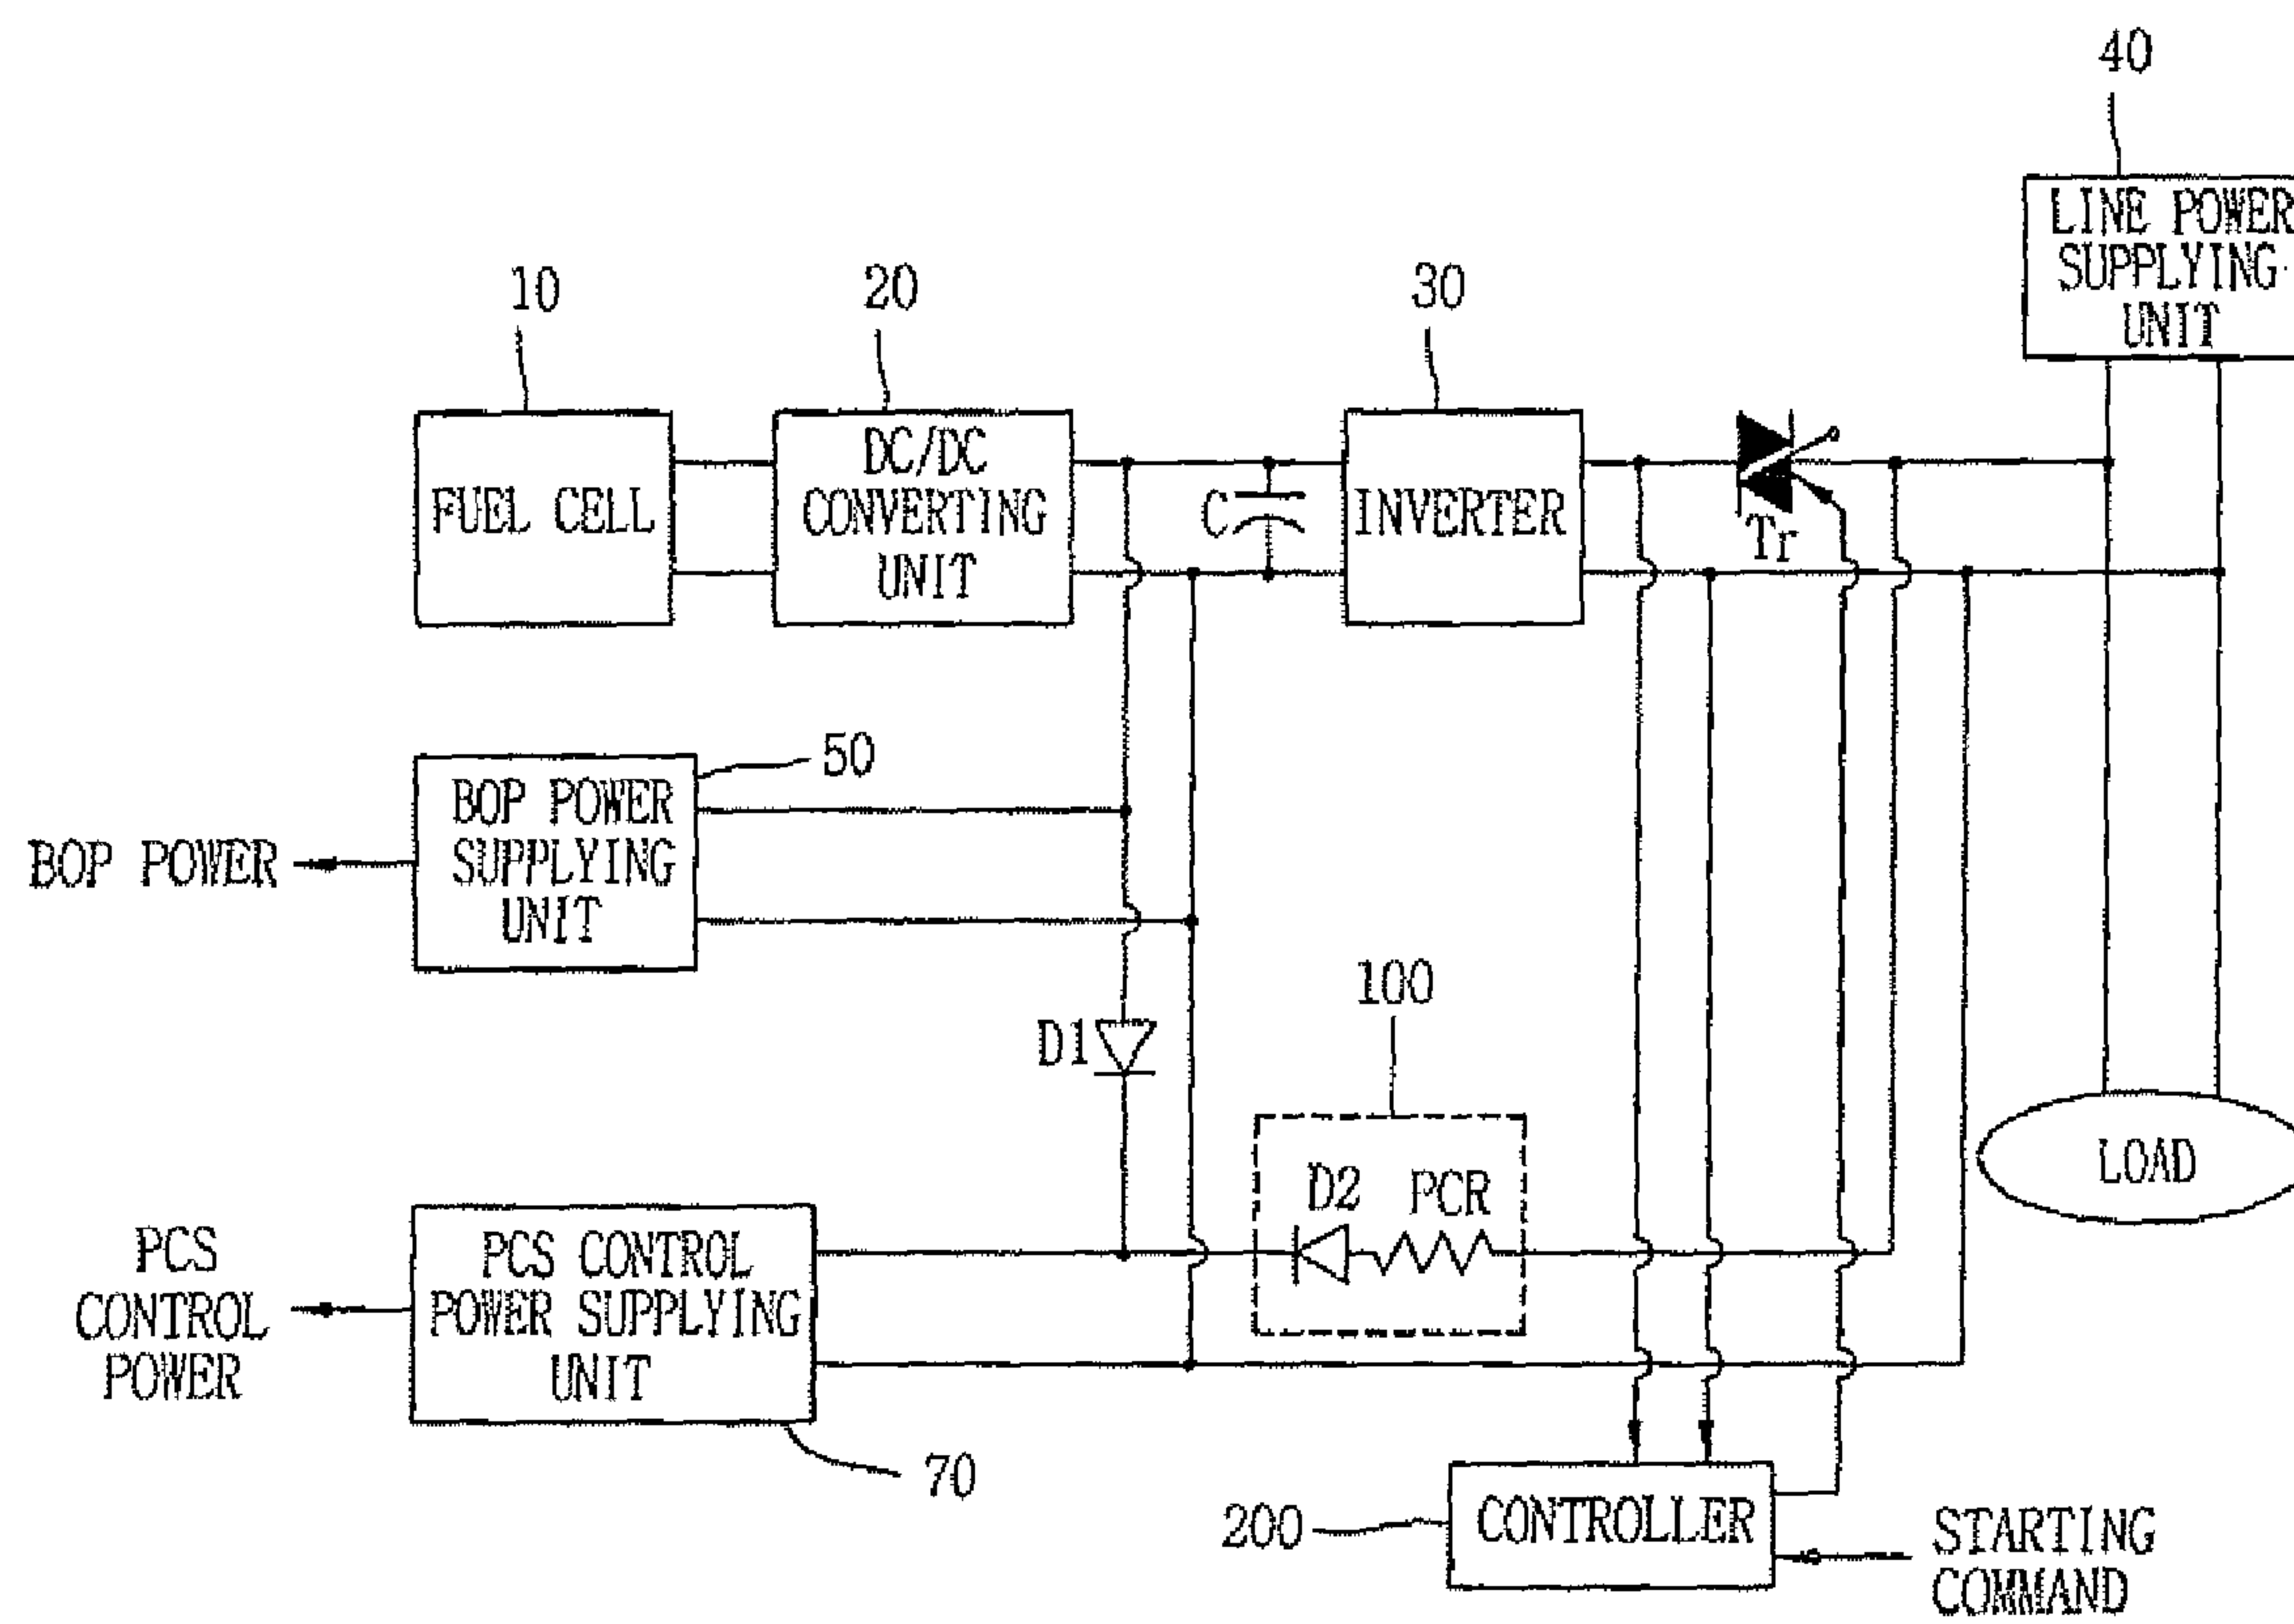 40
LINE POWER
SUPPLYING
UNIT
10
20
30
FUEL CELL
DC/DC
CONVERTING
UNIT
C
INVERTER
Tr
50
BOP POWER
SUPPLYING
UNIT
BOP POWER
D1
100
D2
PCR
LOAD
PCS
CONTROL
POWER
PCS CONTROL
POWER SUPPLYING
UNIT
70
200
CONTROLLER
STARTING
COMMAND